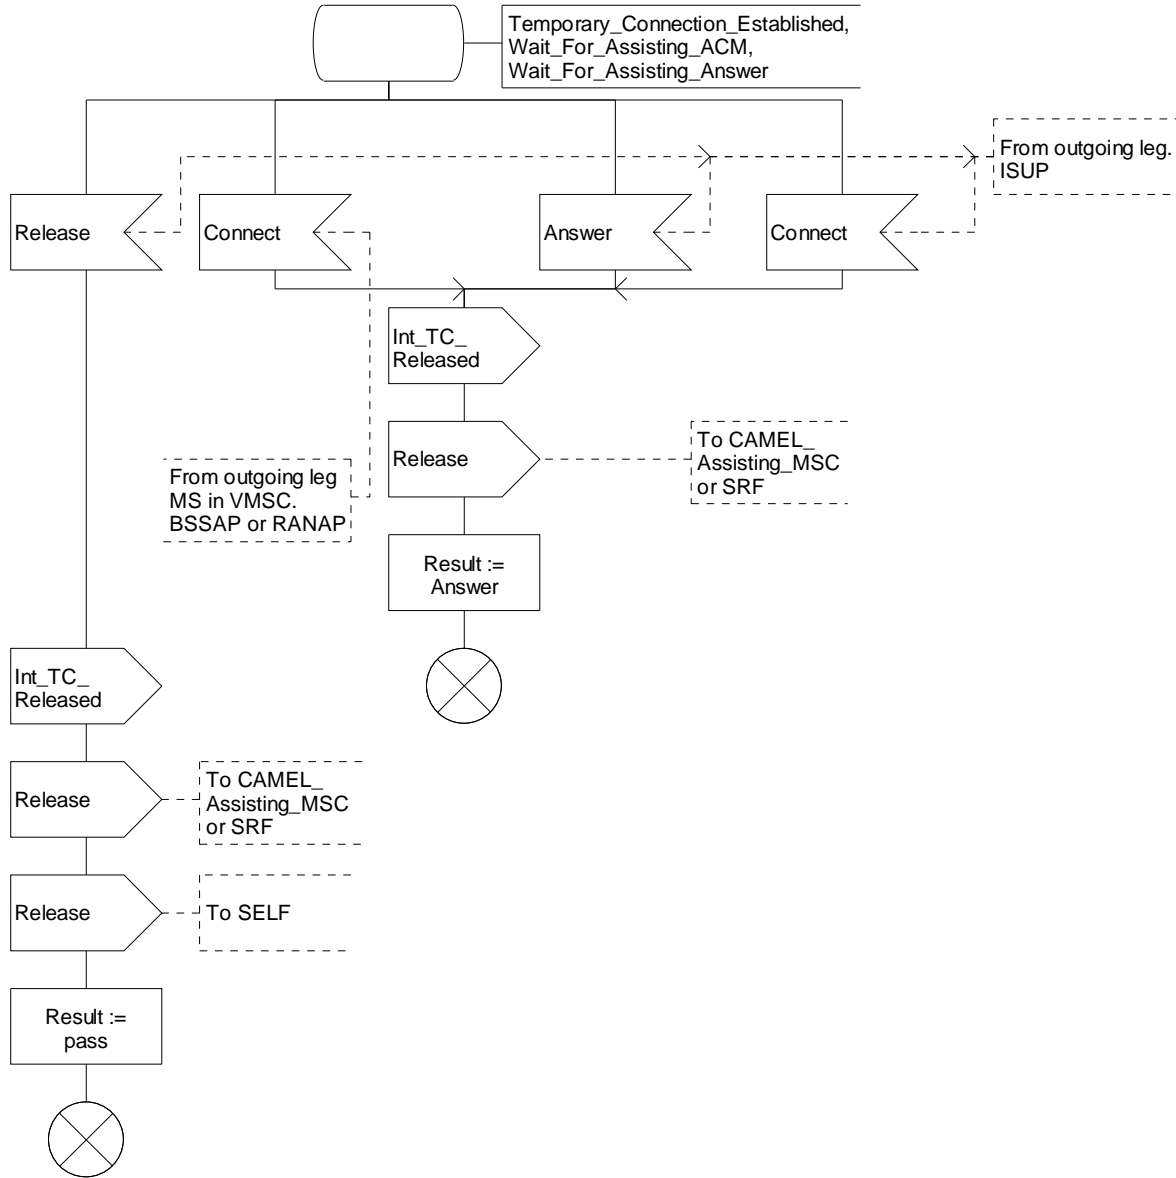 Temporary_Connection_Established,
Wait_For_Assisting_ACM,
Wait_For_Assisting_Answer
From outgoing leg.
ISUP
Release
Connect
Answer
Connect
Int_TC_
Released
Release
To CAMEL_
Assisting_MSC
or SRF
From outgoing leg
MS in VMSC.
BSSAP or RANAP
Result :=
Answer
Int_TC_
Released
Release
To CAMEL_
Assisting_MSC
or SRF
Release
To SELF
Result :=
pass